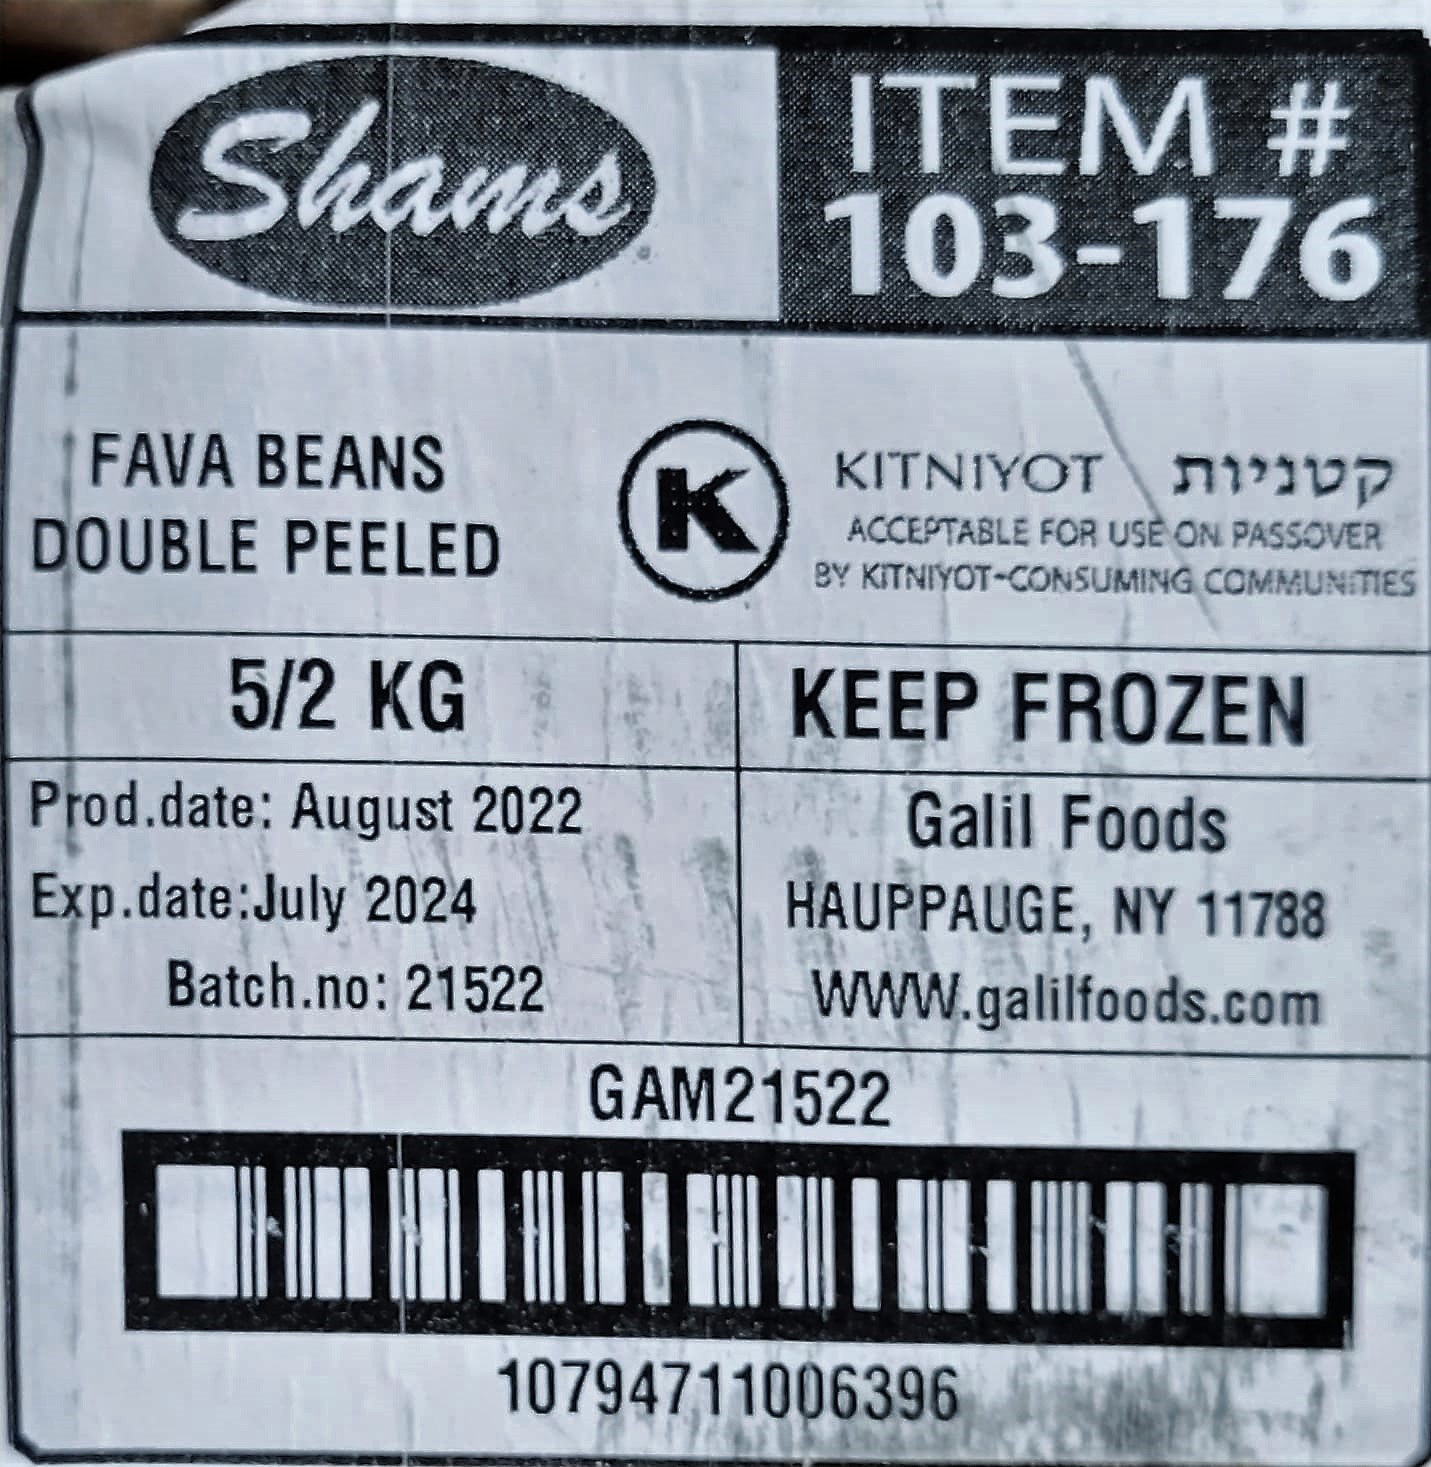 Shams
ITEM #
103-176
FAVA BEANS
DOUBLE PEELED
K
KITNIYOT קטניות
ACCEPTABLE FOR USE ON PASSOVER
BY KITNIYOT-CONSUMING COMMUNITIES
5/2 KG
KEEP FROZEN
Prod.date: August 2022
Exp.date:July 2024
Batch.no: 21522
Galil Foods
HAUPPAUGE, NY 11788
WWW.galilfoods.com
GAM21522
10794711006396